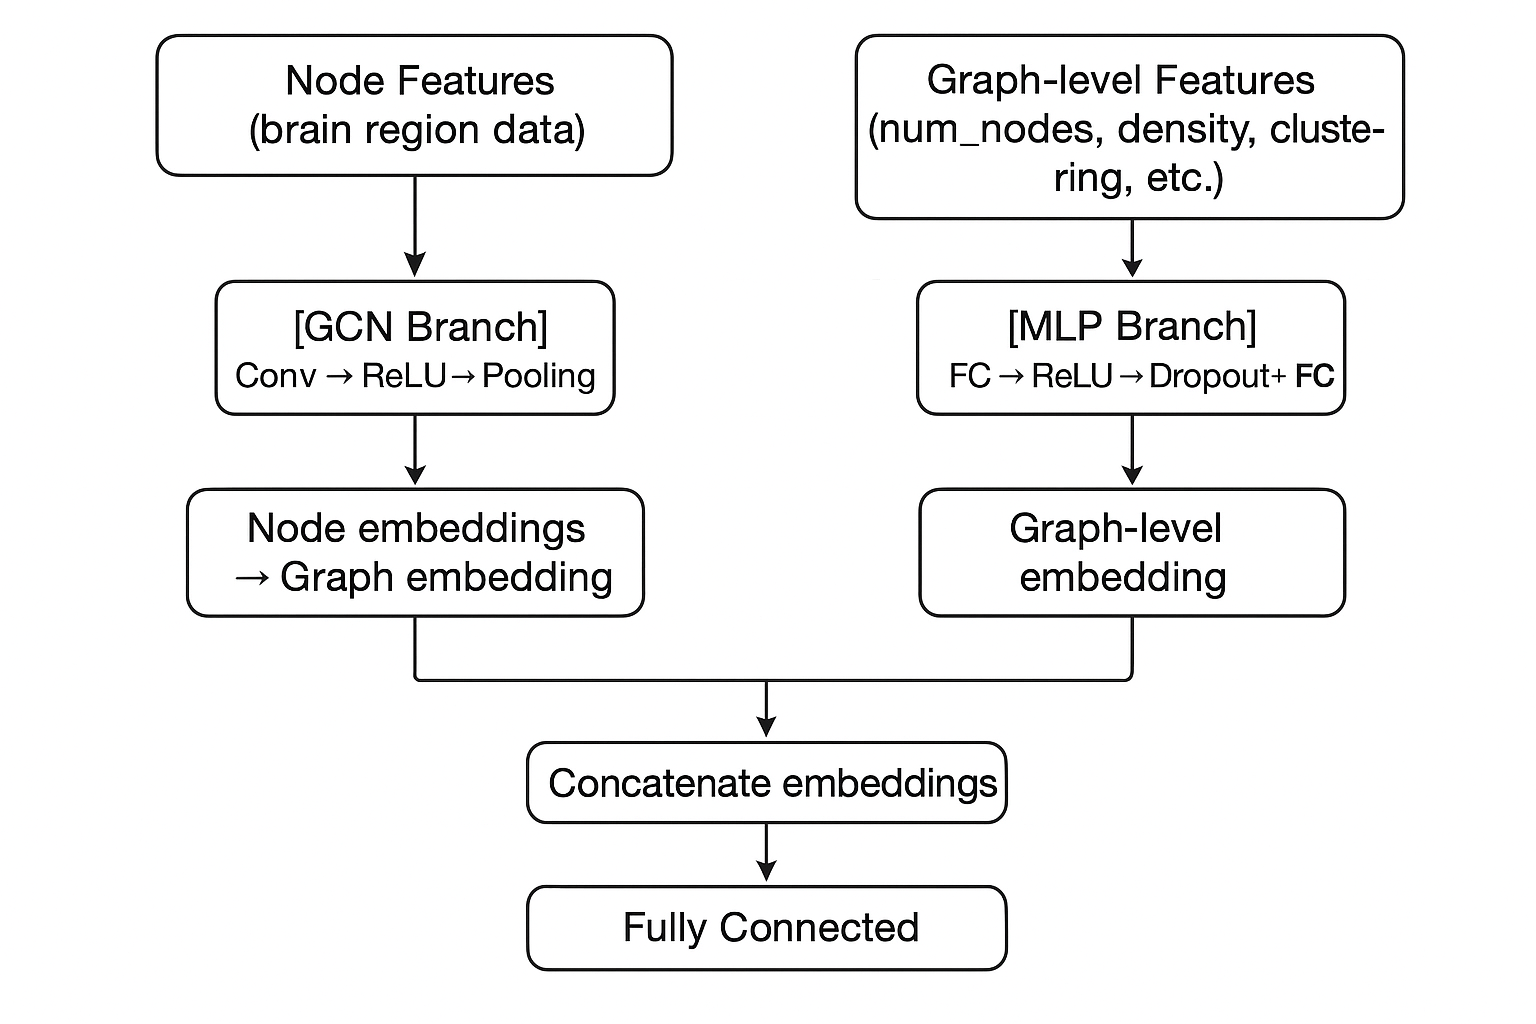 Node Features
(brain region data)
Graph-level Features
(num_nodes, density, cluste-
ring, etc.)
[GCN Branch]
Conv → ReLU → Pooling
[MLP Branch]
FC → ReLU → Dropout + FC
Node embeddings
→ Graph embedding
Graph-level
embedding
Concatenate embeddings
Fully Connected